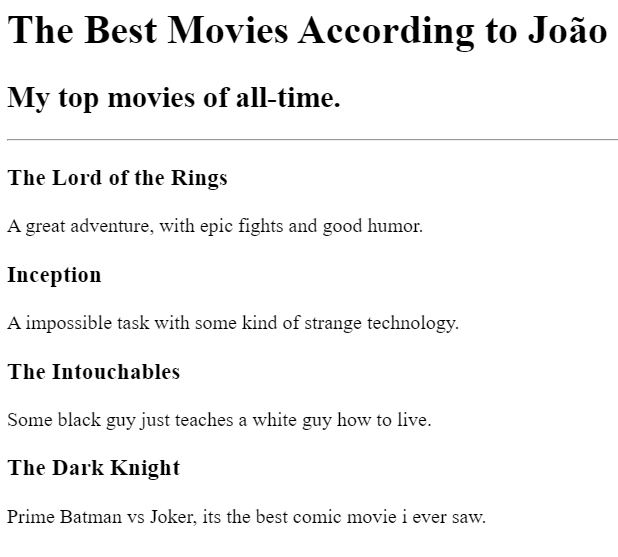 The Best Movies According to João
My top movies of all-time.
The Lord of the Rings
A great adventure, with epic fights and good humor.
Inception
A impossible task with some kind of strange technology.
The Intouchables
Some black guy just teaches a white guy how to live.
The Dark Knight
Prime Batman vs Joker, its the best comic movie i ever saw.